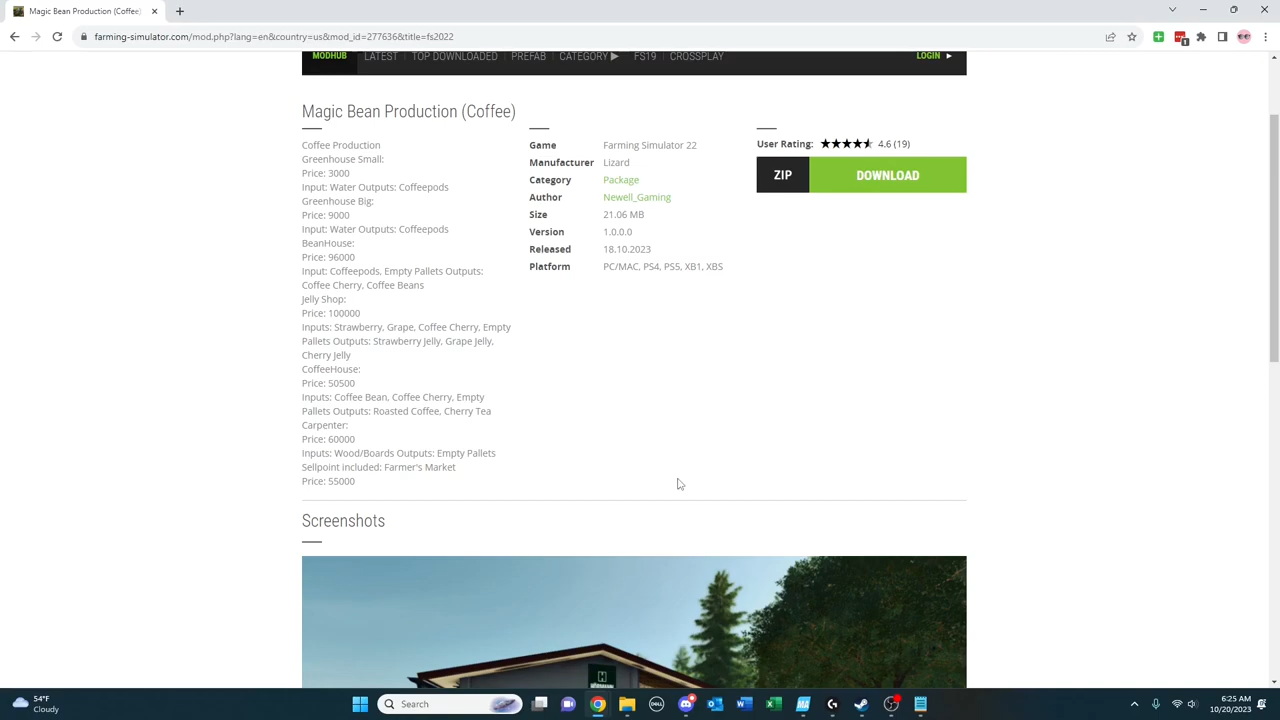 Magic Bean Production (Coffee)
farming-simulator.com/mod.php?lang=en&country=us&mod_id=277636&title=fs2022
MODHUB LATEST TOP DOWNLOADED PREFAB CATEGORY ▶ FS19 CROSSPLAY LOGIN ▶
Magic Bean Production (Coffee)
Coffee Production
Greenhouse Small:
Price: 3000
Input: Water Outputs: Coffeepods
Greenhouse Big:
Price: 9000
Input: Water Outputs: Coffeepods
BeanHouse:
Price: 96000
Input: Coffeepods, Empty Pallets Outputs:
Coffee Cherry, Coffee Beans
Jelly Shop:
Price: 100000
Inputs: Strawberry, Grape, Coffee Cherry, Empty
Pallets Outputs: Strawberry Jelly, Grape Jelly,
Cherry Jelly
CoffeeHouse:
Price: 50500
Inputs: Coffee Bean, Coffee Cherry, Empty
Pallets Outputs: Roasted Coffee, Cherry Tea
Carpenter:
Price: 60000
Inputs: Wood/Boards Outputs: Empty Pallets
Sellpoint included: Farmer's Market
Price: 55000
Game Farming Simulator 22
Manufacturer Lizard
Category Package
Author Newell_Gaming
Size 21.06 MB
Version 1.0.0.0
Released 18.10.2023
Platform PC/MAC, PS4, PS5, XB1, XBS
User Rating: 4.6 (19)
ZIP DOWNLOAD
Screenshots
54°F
Cloudy
Search
6:25 AM
10/20/2023